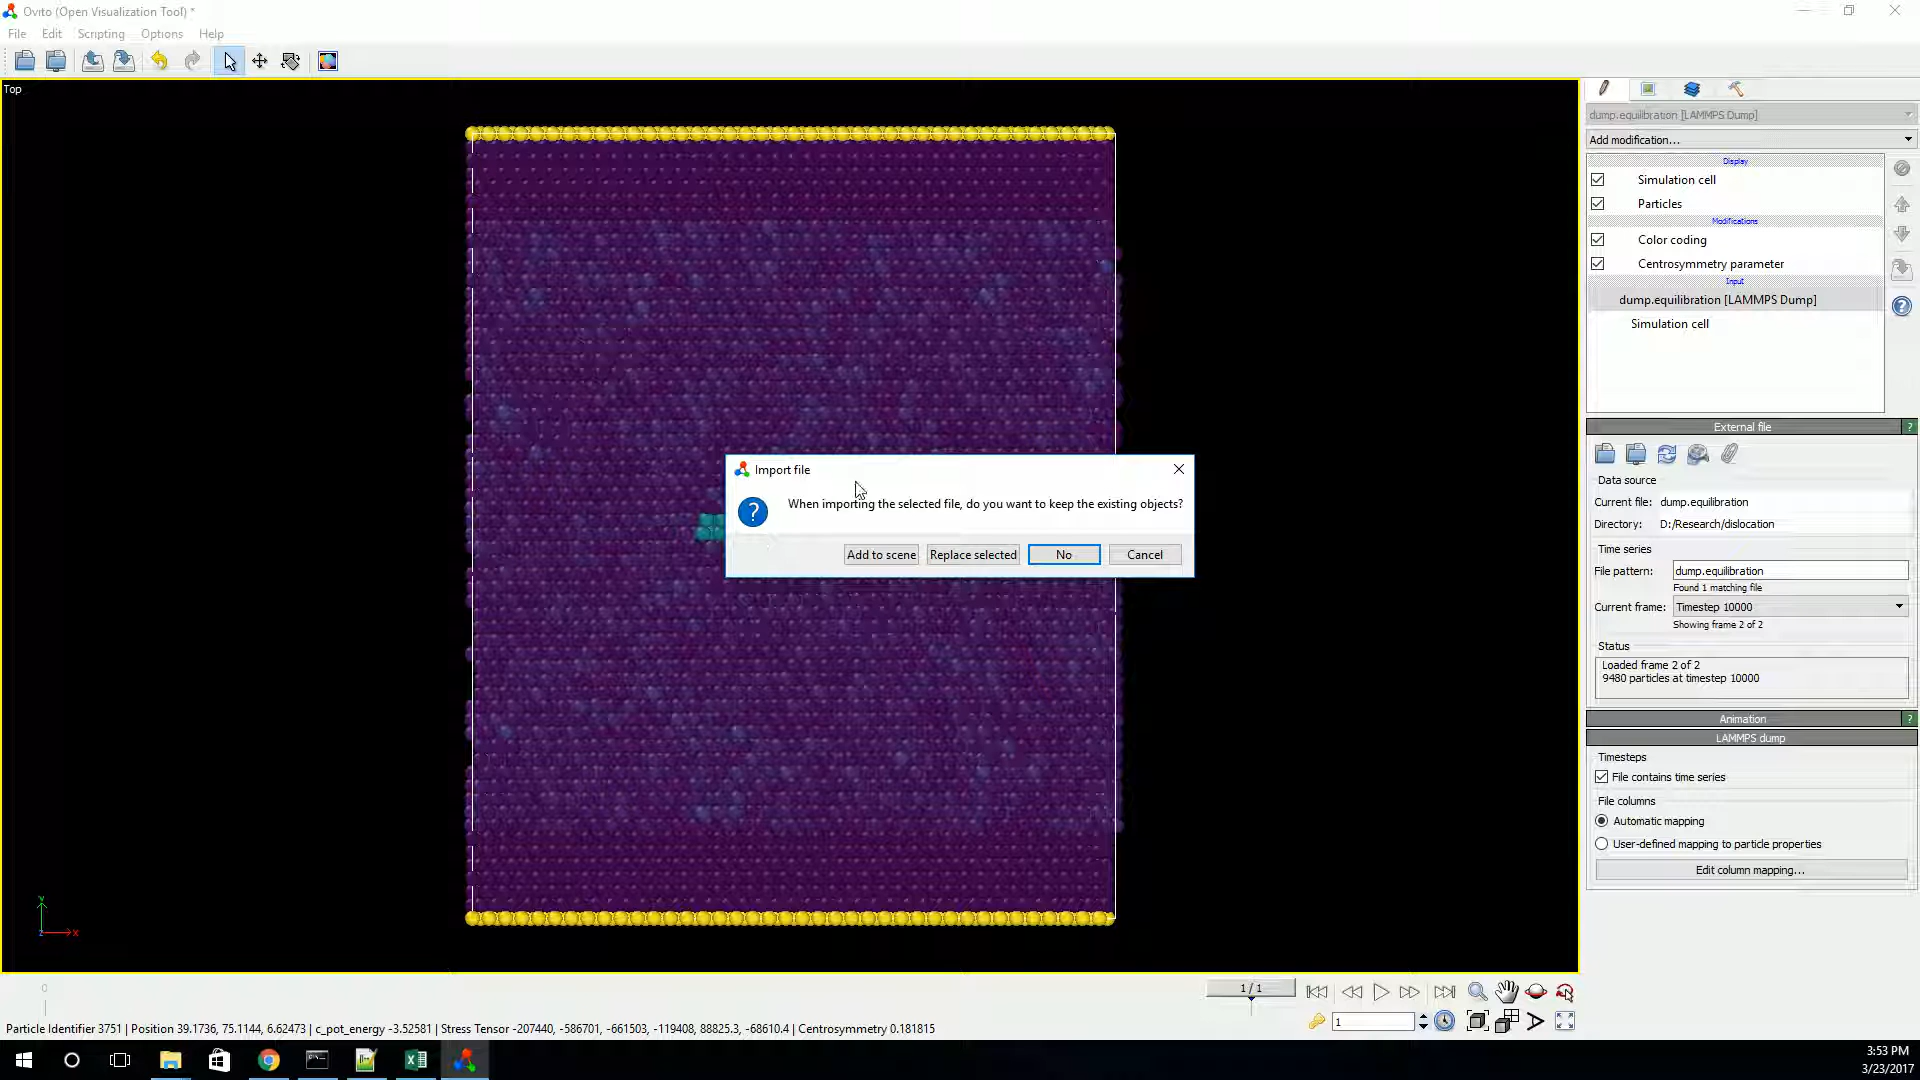 Ovito (Open Visualization Tool) *
File Edit Scripting Options Help
Top
dump.equilibration [LAMMPS Dump]
Add modification...
Display
Simulation cell
Particles
Modifications
Color coding
Centrosymmetry parameter
Input
dump.equilibration [LAMMPS Dump]
Simulation cell
External file ?
Data source
Current file: dump.equilibration
Directory: D:/Research/dislocation
Time series
File pattern: dump.equilibration
Found 1 matching file
Current frame: Timestep 10000
Showing frame 2 of 2
Status
Loaded frame 2 of 2
9480 particles at timestep 10000
Animation ?
LAMMPS dump
Timesteps
File contains time series
File columns
Automatic mapping
User-defined mapping to particle properties
Edit column mapping...
Import file
When importing the selected file, do you want to keep the existing objects?
Add to scene Replace selected No Cancel
y
z x
0
1 / 1
1
Particle Identifier 3751 | Position 39.1736, 75.1144, 6.62473 | c_pot_energy -3.52581 | Stress Tensor -207440, -586701, -661503, -119408, 88825.3, -68610.4 | Centrosymmetry 0.181815
3:53 PM
3/23/2017